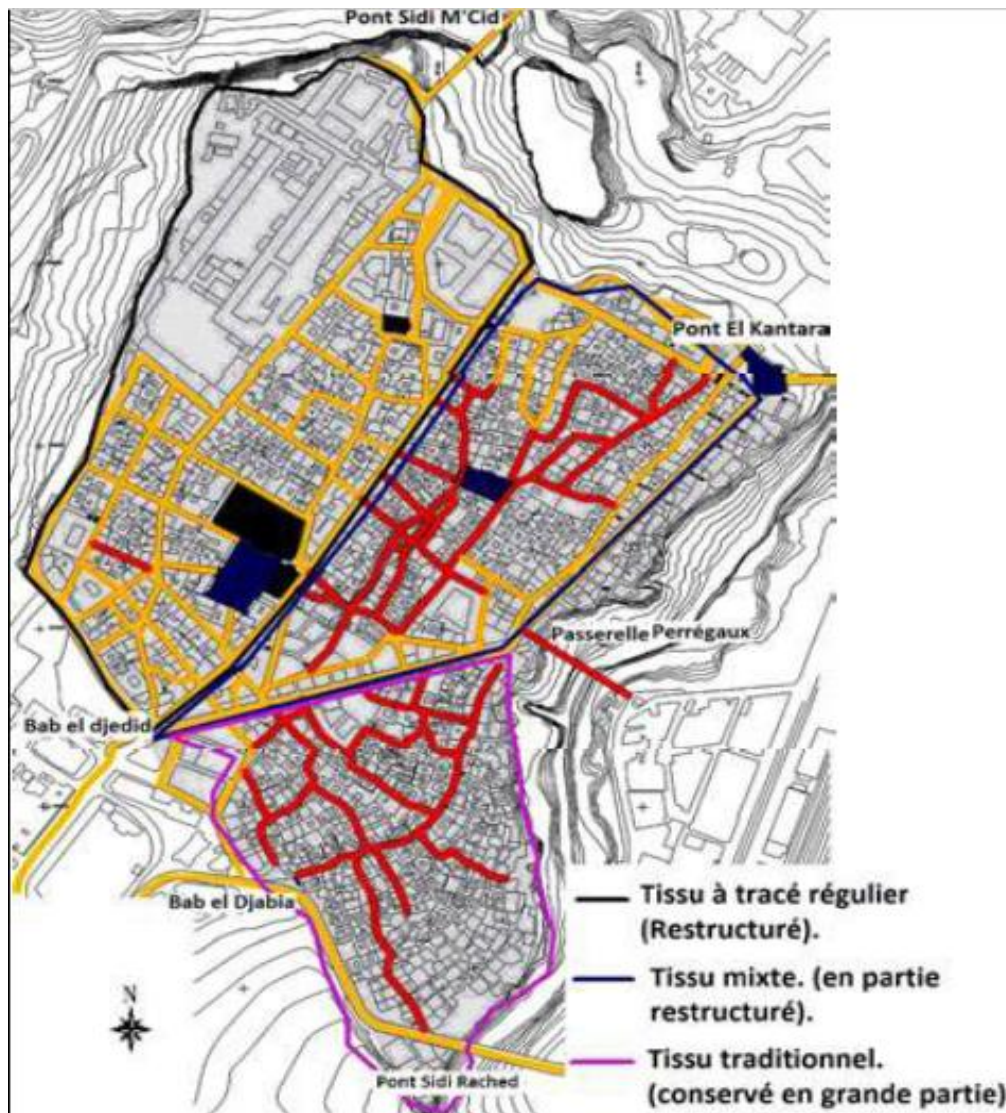 Pont Sidi M'Cid
Pont El Kantara
Passerelle Perrégaux
Bab el djedid
Bab el Djabia
Tissu à tracé régulier
(Restructuré).
N
Tissu mixte. (en partie
restructuré).
Tissu traditionnel.
(conservé en grande partie)
Pont Sidi Rached